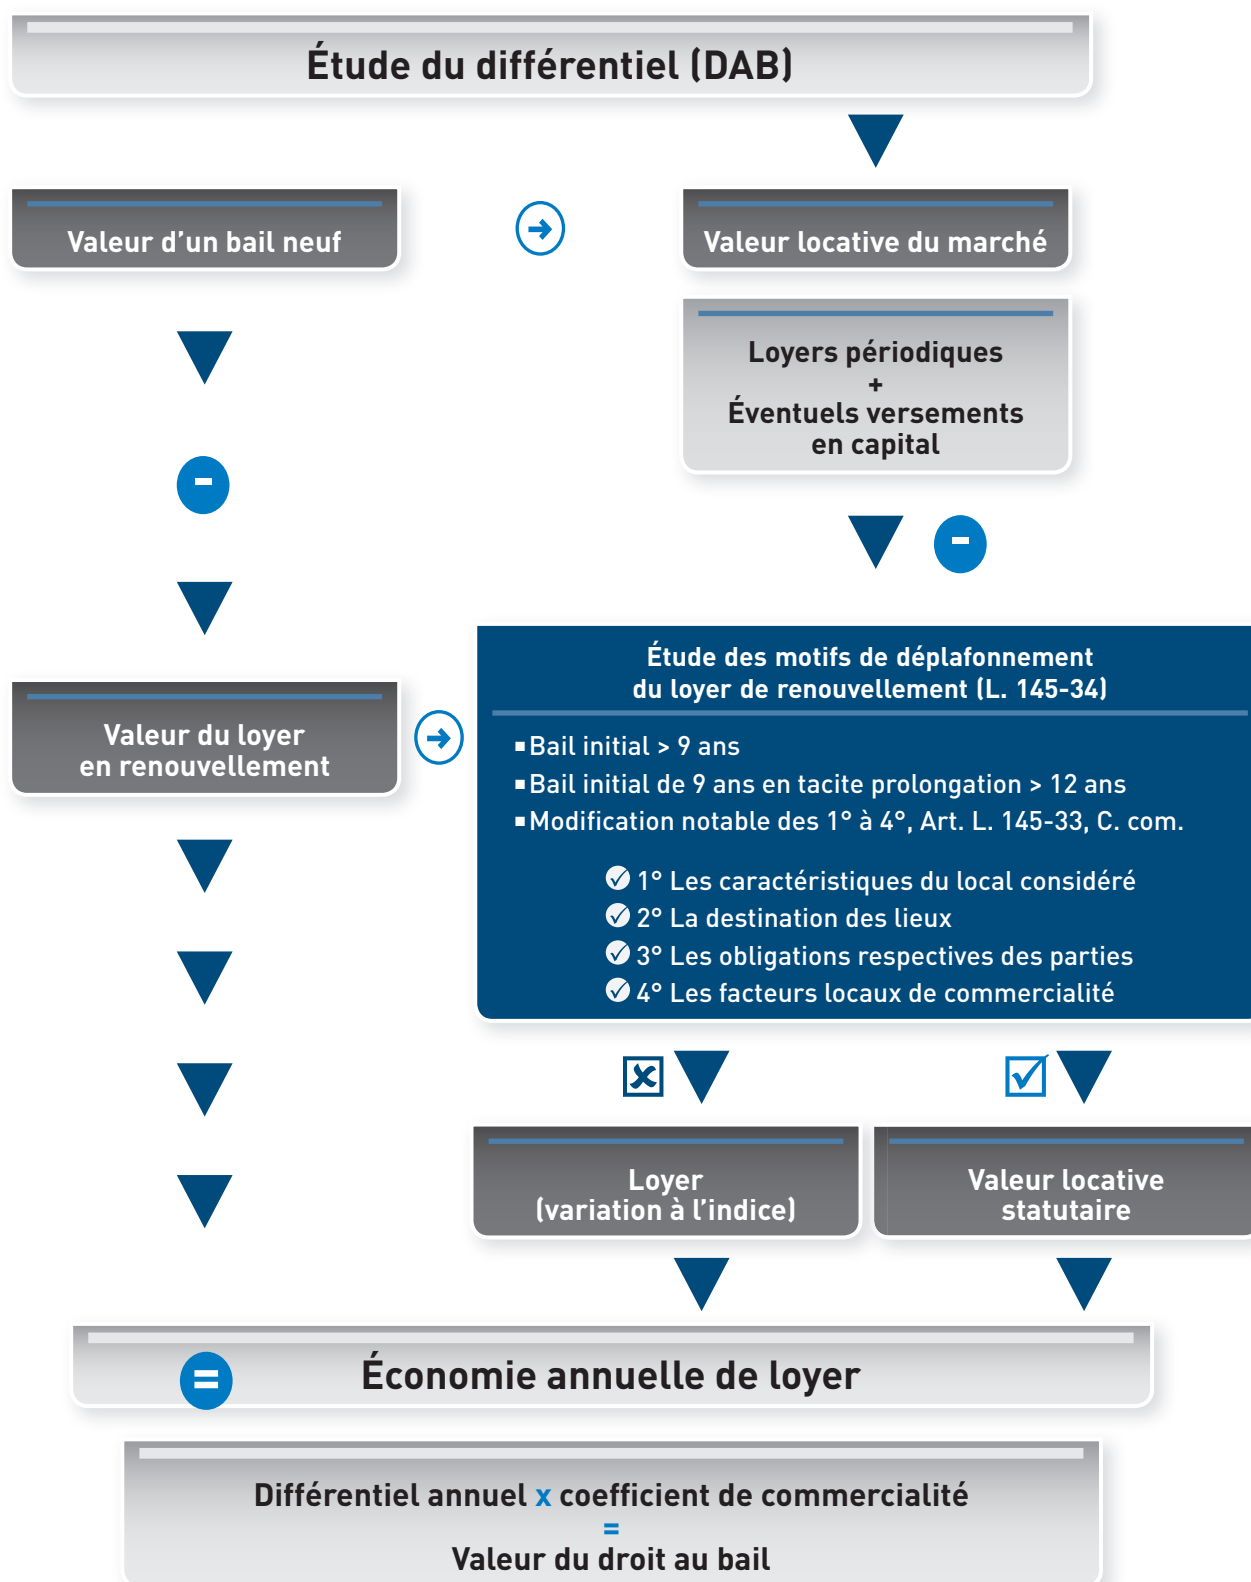 Étude du différentiel (DAB)
Valeur d’un bail neuf
Valeur locative du marché
Loyers périodiques
+
Éventuels versements
en capital
-
-
Valeur du loyer
en renouvellement
Étude des motifs de déplafonnement
du loyer de renouvellement (L. 145-34)
▪ Bail initial > 9 ans
▪ Bail initial de 9 ans en tacite prolongation > 12 ans
▪ Modification notable des 1° à 4°, Art. L. 145-33, C. com.
1° Les caractéristiques du local considéré
2° La destination des lieux
3° Les obligations respectives des parties
4° Les facteurs locaux de commercialité
Loyer
(variation à l’indice)
Valeur locative
statutaire
= Économie annuelle de loyer
Différentiel annuel x coefficient de commercialité
=
Valeur du droit au bail